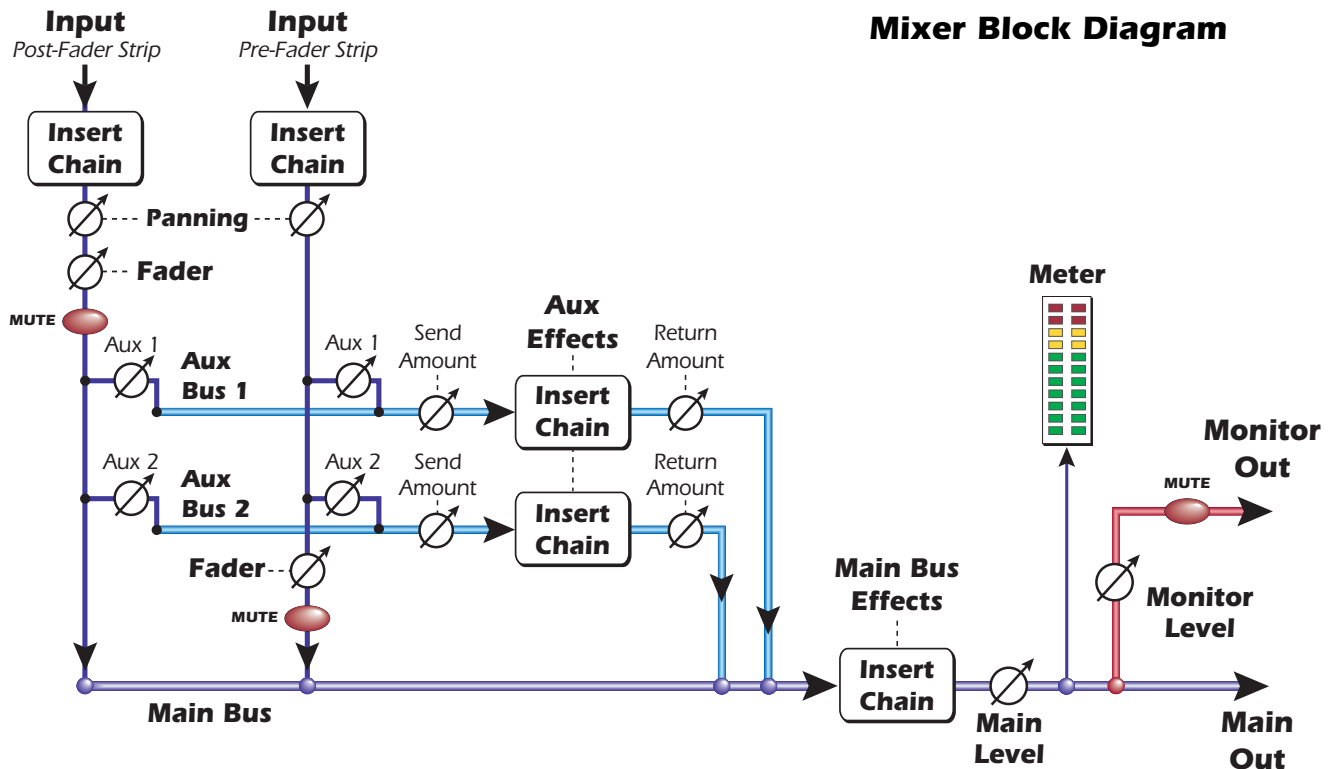 Mixer Block Diagram
Input
Post-Fader Strip
Input
Pre-Fader Strip
Insert
Chain
Insert
Chain
Panning
Fader
MUTE
Aux 1
Aux
Bus 1
Aux 1
Send
Amount
Aux
Effects
Insert
Chain
Return
Amount
Aux 2
Aux
Bus 2
Aux 2
Send
Amount
Insert
Chain
Return
Amount
Fader
MUTE
Main Bus
Main Bus
Effects
Insert
Chain
Main
Level
Meter
Monitor
Out
MUTE
Monitor
Level
Main
Out